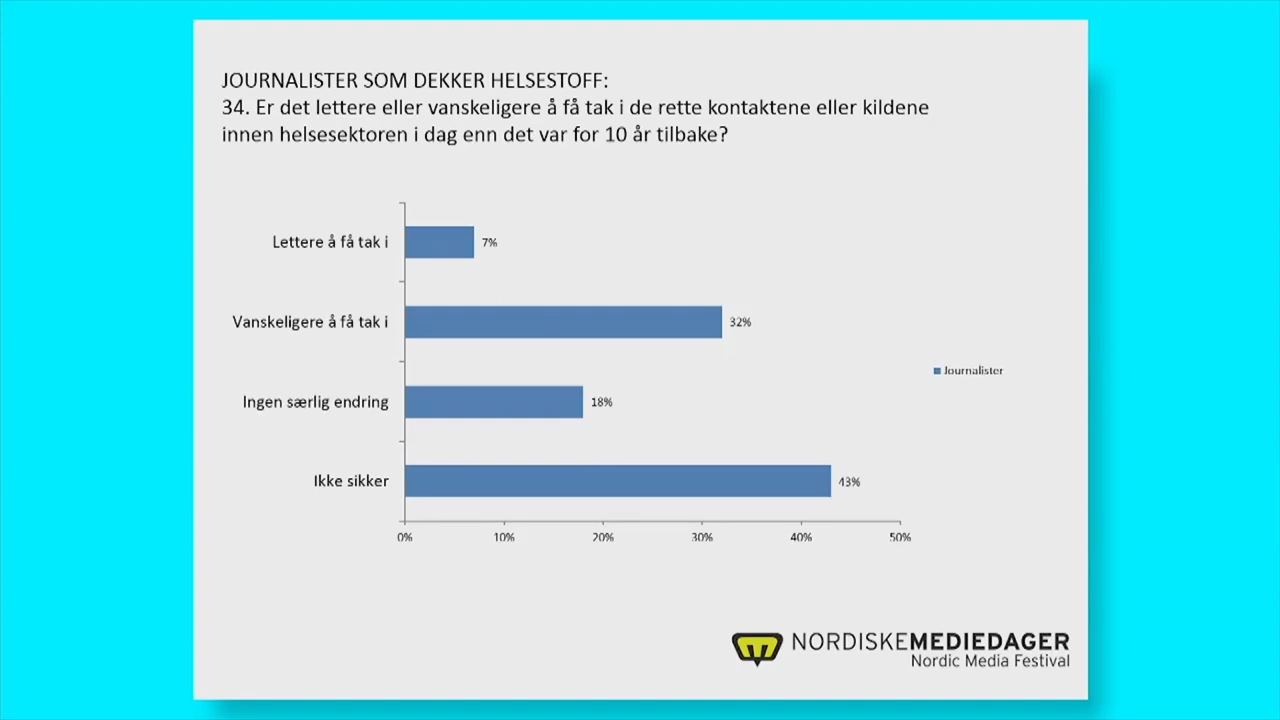 JOURNALISTER SOM DEKKER HELSESTOFF:
34. Er det lettere eller vanskeligere å få tak i de rette kontaktene eller kildene
innen helsesektoren i dag enn det var for 10 år tilbake?
Lettere å få tak i
7%
Vanskeligere å få tak i
32%
Journalister
Ingen særlig endring
18%
Ikke sikker
43%
0% 10% 20% 30% 40% 50%
NORDISKEMEDIEDAGER
Nordic Media Festival